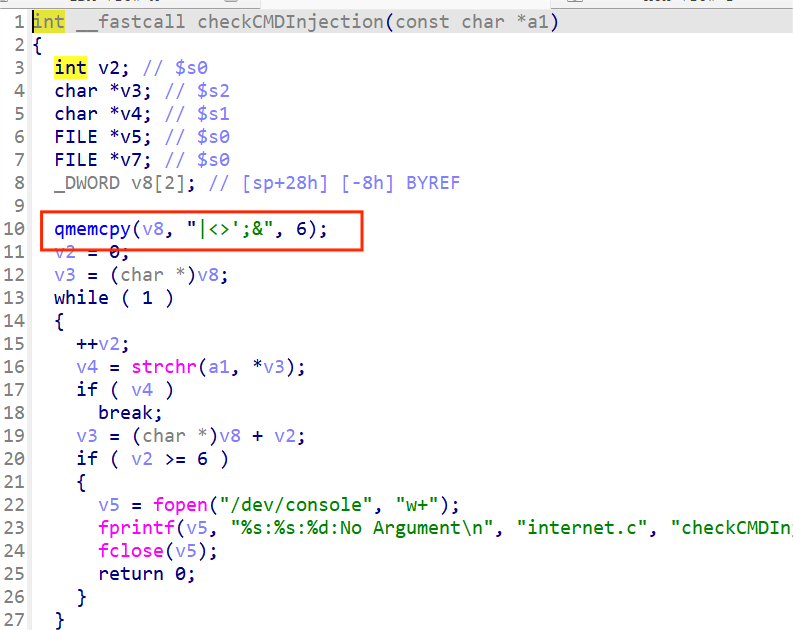 1 int __fastcall checkCMDInjection(const char *a1)
2 {
3 int v2; // $s0
4 char *v3; // $s2
5 char *v4; // $s1
6 FILE *v5; // $s0
7 FILE *v7; // $s0
8 _DWORD v8[2]; // [sp+28h] [-8h] BYREF
9
10 qmemcpy(v8, "|<>';&", 6);
11 v2 = 0;
12 v3 = (char *)v8;
13 while ( 1 )
14 {
15 ++v2;
16 v4 = strchr(a1, *v3);
17 if ( v4 )
18 break;
19 v3 = (char *)v8 + v2;
20 if ( v2 >= 6 )
21 {
22 v5 = fopen("/dev/console", "w+");
23 fprintf(v5, "%s:%s:%d:No Argument\n", "internet.c", "checkCMDIn
24 fclose(v5);
25 return 0;
26 }
27 }